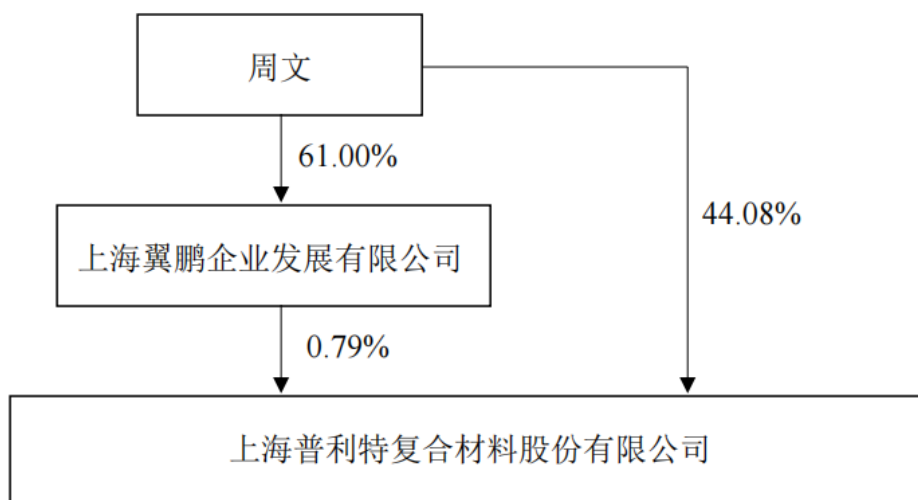 周文
61.00%
44.08%
上海翼鹏企业发展有限公司
0.79%
上海普利特复合材料股份有限公司